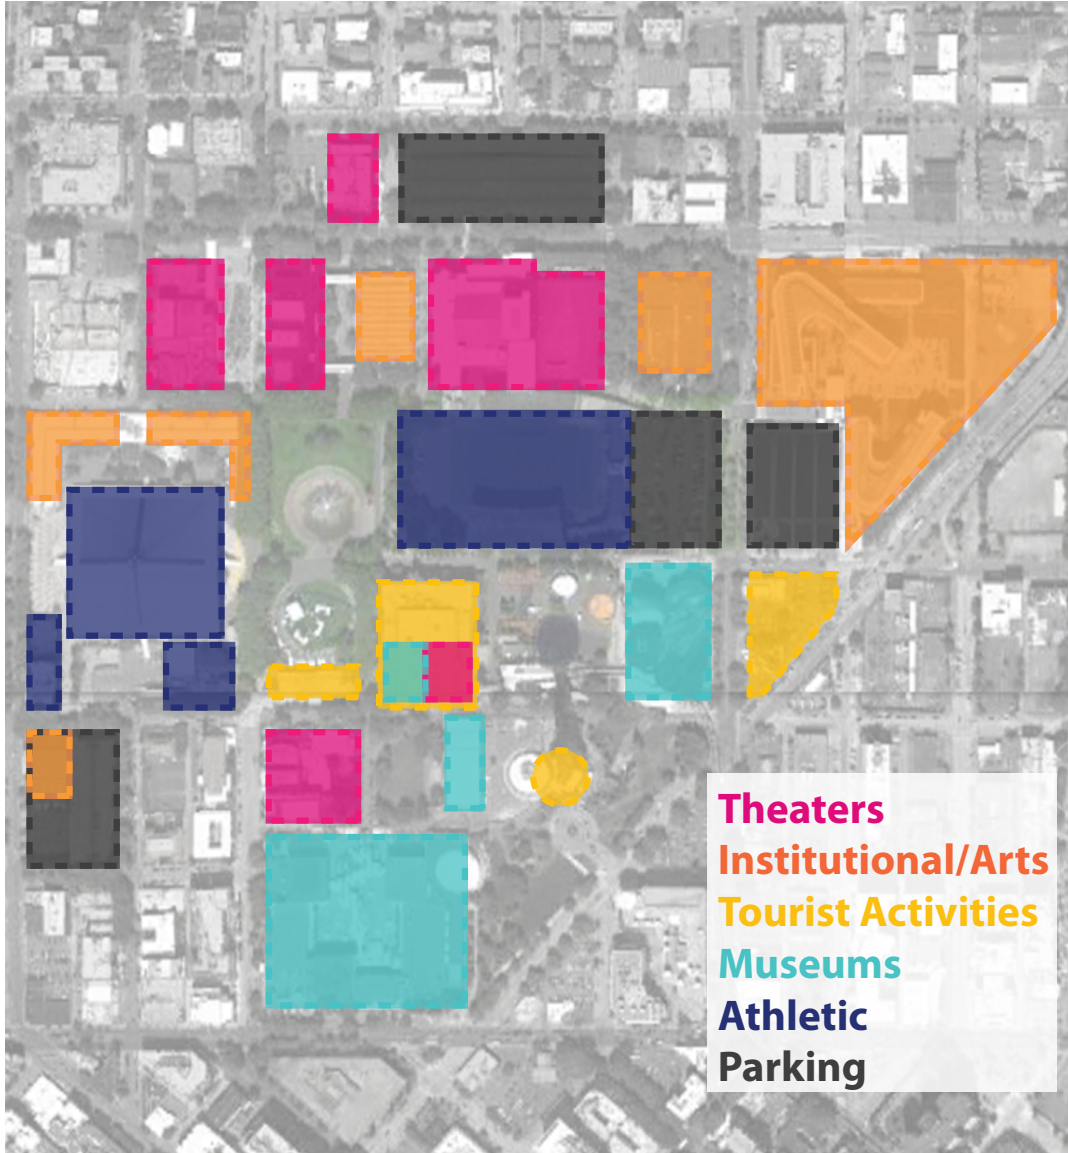 Theaters
Institutional/Arts
Tourist Activities
Museums
Athletic
Parking